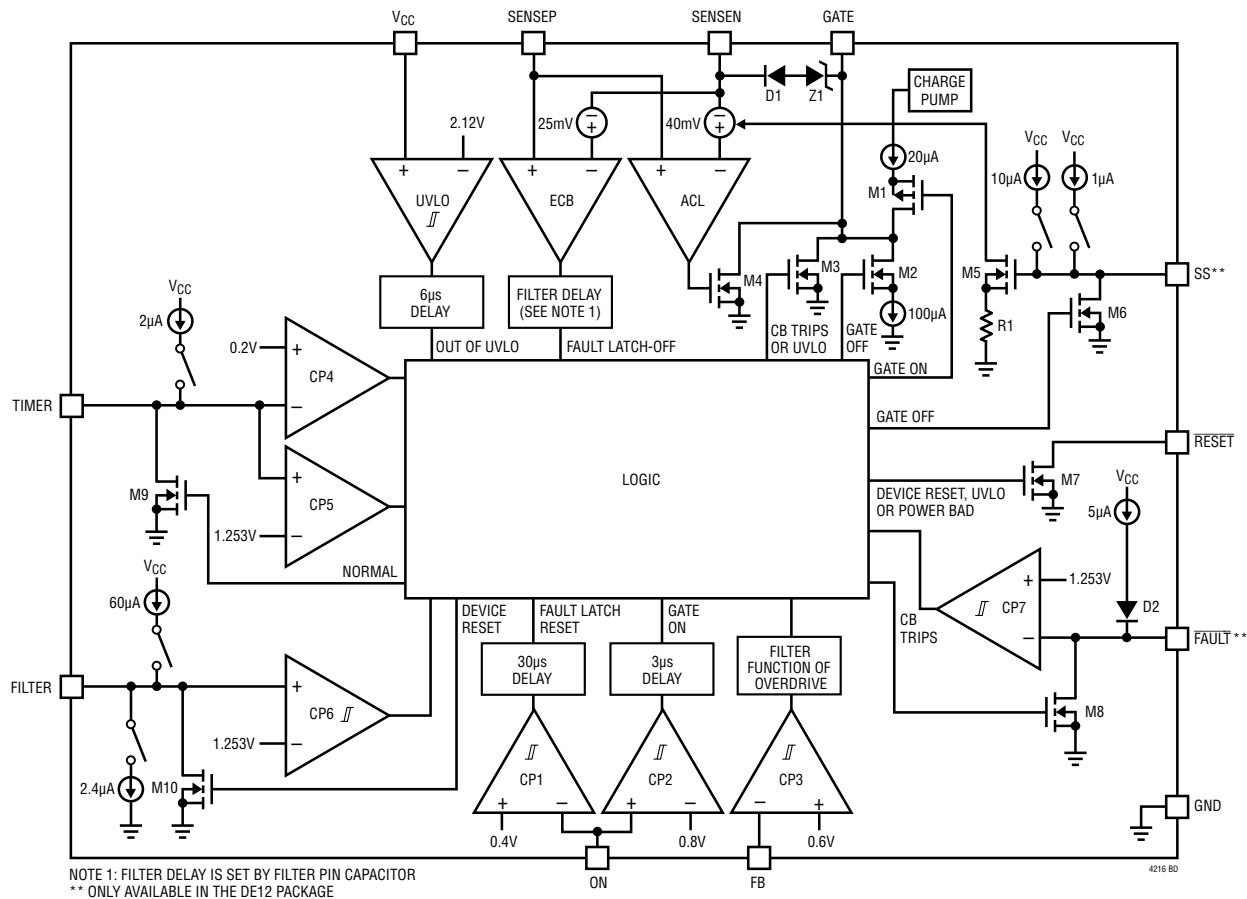 VCC
SENSEP
SENSEN
GATE
CHARGE
PUMP
D1
Z1
2.12V
25mV
40mV
20µA
VCC
VCC
10µA
1µA
+
–
+
–
+
–
M1
UVLO
ECB
ACL
M3
M2
M4
M5
SS**
6µs
DELAY
FILTER DELAY
(SEE NOTE 1)
100µA
R1
M6
VCC
2µA
CB TRIPS
OR UVLO
GATE
OFF
OUT OF UVLO
FAULT LATCH-OFF
0.2V
+
CP4
–
GATE ON
TIMER
GATE OFF
RESET
+
CP5
–
LOGIC
M9
1.253V
M7
DEVICE RESET, UVLO
OR POWER BAD
VCC
5µA
NORMAL
VCC
60µA
DEVICE
RESET
FAULT LATCH
RESET
GATE
ON
CB
TRIPS
+
1.253V
CP7
–
D2
FAULT**
30µs
DELAY
3µs
DELAY
FILTER
FUNCTION OF
OVERDRIVE
FILTER
+
CP6
–
1.253V
M8
2.4µA
M10
CP1
CP2
CP3
+
–
+
–
–
+
GND
0.4V
0.8V
0.6V
ON
FB
NOTE 1: FILTER DELAY IS SET BY FILTER PIN CAPACITOR
** ONLY AVAILABLE IN THE DE12 PACKAGE
4216 BD